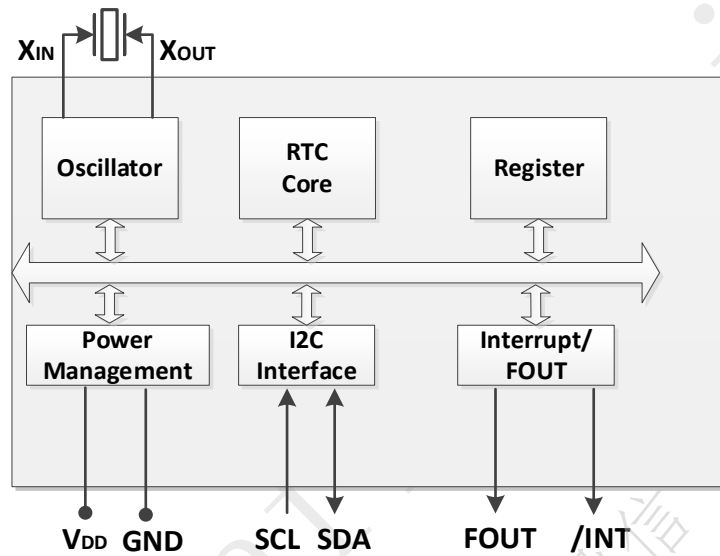 XIN XOUT
Oscillator
RTC
Core
Register
Power
Management
I2C
Interface
Interrupt/
FOUT
VDD GND SCL SDA FOUT /INT